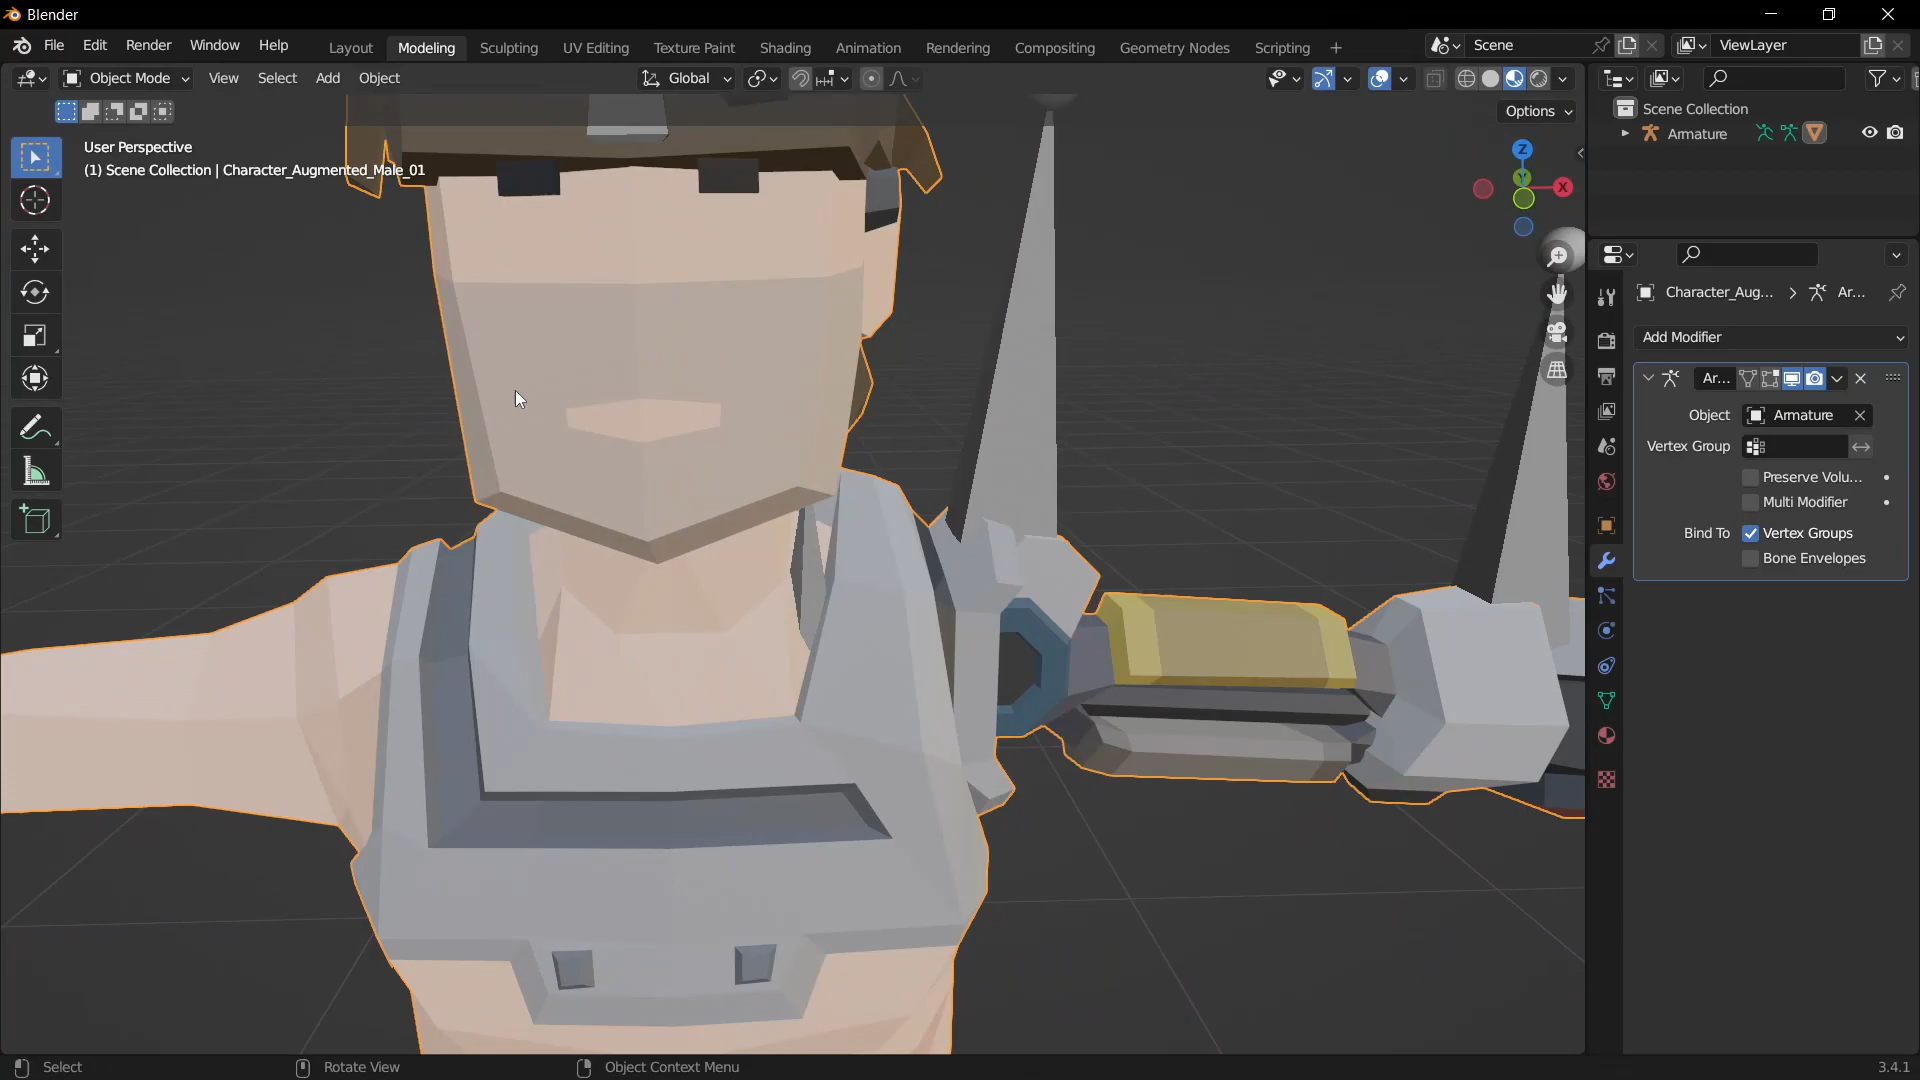 Blender
File Edit Render Window Help
Layout Modeling Sculpting UV Editing Texture Paint Shading Animation Rendering Compositing Geometry Nodes Scripting +
Scene
ViewLayer
Object Mode View Select Add Object
Global
Options
User Perspective
(1) Scene Collection | Character_Augmented_Male_01
Z
Y
X
Scene Collection
Armature
Character_Aug... > Ar...
Add Modifier
Ar...
Object Armature
Vertex Group
Preserve Volu...
Multi Modifier
Bind To Vertex Groups
Bone Envelopes
Select
Rotate View
Object Context Menu
3.4.1